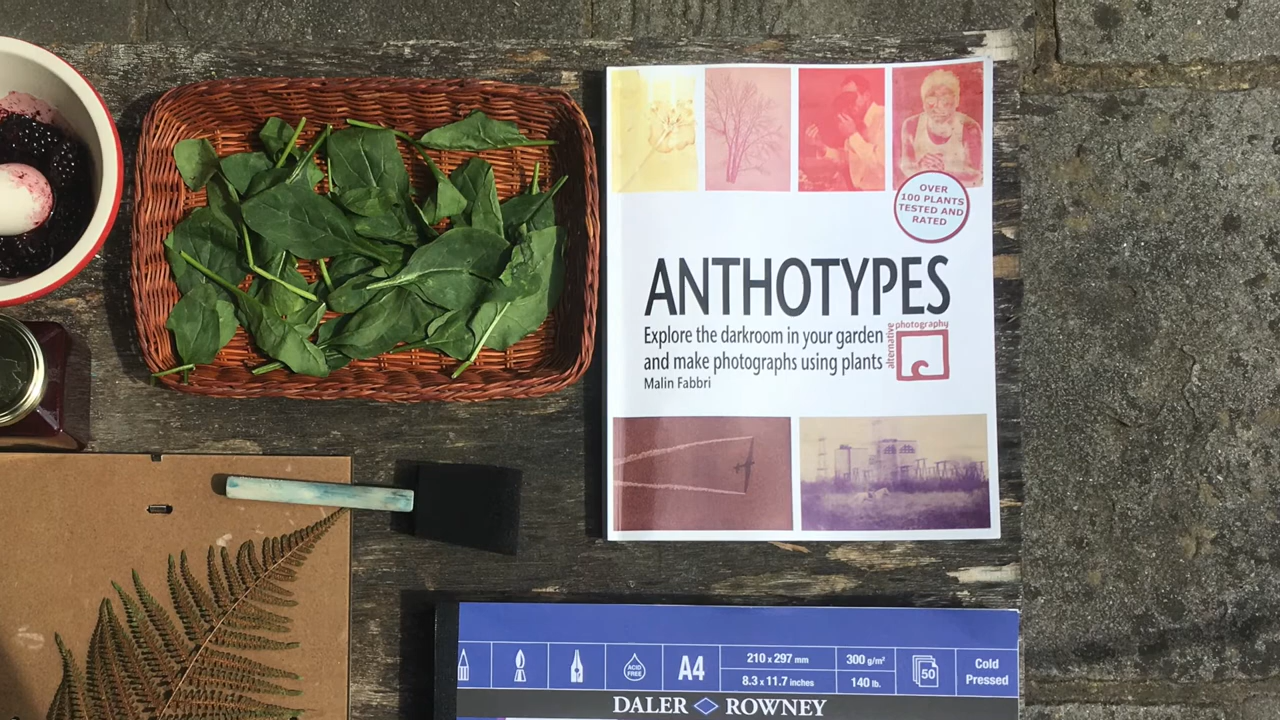 OVER
100 PLANTS
TESTED AND
RATED
ANTHOTYPES
Explore the darkroom in your garden
and make photographs using plants
Malin Fabbri
alternative
photography
ACID
FREE
A4
210 x 297 mm
8.3 x 11.7 inches
300 g/m²
140 lb.
50
Cold
Pressed
DALER ROWNEY